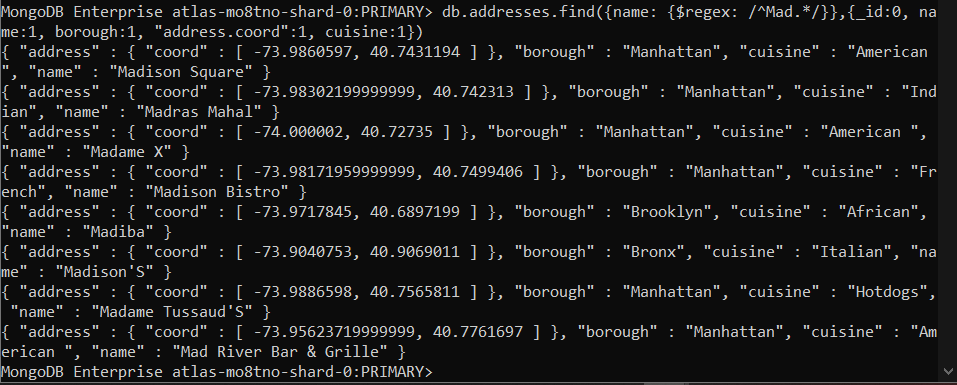 MongoDB Enterprise atlas-mo8tno-shard-0:PRIMARY> db.addresses.find({name: {$regex: /^Mad.*/}},{_id:0, na
me:1, borough:1, "address.coord":1, cuisine:1})
{ "address" : { "coord" : [ -73.9860597, 40.7431194 ] }, "borough" : "Manhattan", "cuisine" : "American
", "name" : "Madison Square" }
{ "address" : { "coord" : [ -73.98302199999999, 40.742313 ] }, "borough" : "Manhattan", "cuisine" : "Ind
ian", "name" : "Madras Mahal" }
{ "address" : { "coord" : [ -74.000002, 40.72735 ] }, "borough" : "Manhattan", "cuisine" : "American ",
"name" : "Madame X" }
{ "address" : { "coord" : [ -73.98171959999999, 40.7499406 ] }, "borough" : "Manhattan", "cuisine" : "Fr
ench", "name" : "Madison Bistro" }
{ "address" : { "coord" : [ -73.9717845, 40.6897199 ] }, "borough" : "Brooklyn", "cuisine" : "African",
"name" : "Madiba" }
{ "address" : { "coord" : [ -73.9040753, 40.9069011 ] }, "borough" : "Bronx", "cuisine" : "Italian", "na
me" : "Madison'S" }
{ "address" : { "coord" : [ -73.9886598, 40.7565811 ] }, "borough" : "Manhattan", "cuisine" : "Hotdogs",
 "name" : "Madame Tussaud'S" }
{ "address" : { "coord" : [ -73.95623719999999, 40.7761697 ] }, "borough" : "Manhattan", "cuisine" : "Am
erican ", "name" : "Mad River Bar & Grille" }
MongoDB Enterprise atlas-mo8tno-shard-0:PRIMARY>